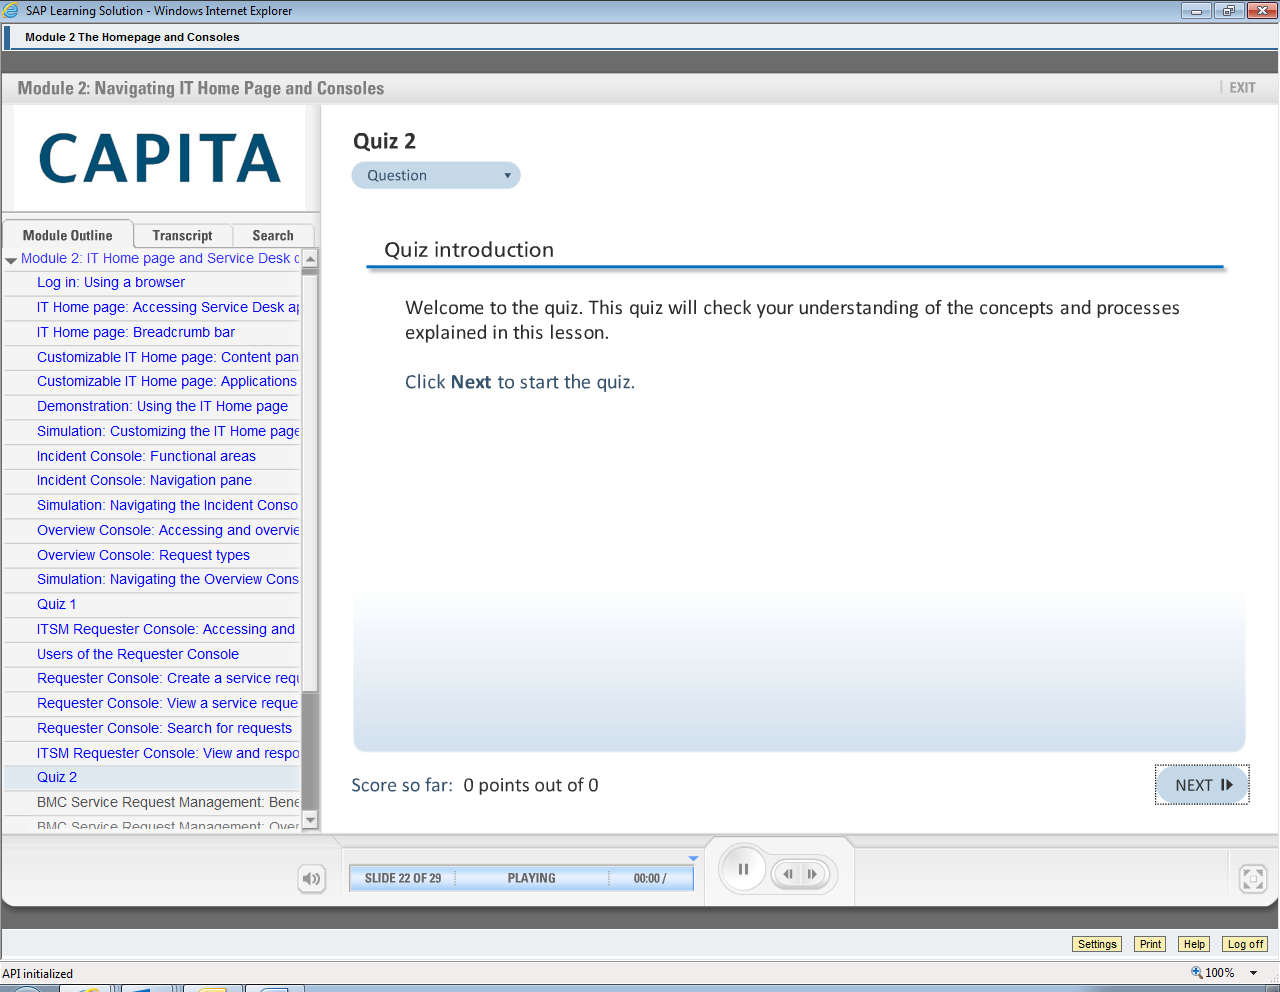 SAP Learning Solution - Windows Internet Explorer
Module 2 The Homepage and Consoles
Module 2: Navigating IT Home Page and Consoles
EXIT
CAPITA
Module Outline
Transcript
Search
Module 2: IT Home page and Service Desk c
Log in: Using a browser
IT Home page: Accessing Service Desk ap
IT Home page: Breadcrumb bar
Customizable IT Home page: Content pan
Customizable IT Home page: Applications
Demonstration: Using the IT Home page
Simulation: Customizing the IT Home page
Incident Console: Functional areas
Incident Console: Navigation pane
Simulation: Navigating the Incident Conso
Overview Console: Accessing and overvie
Overview Console: Request types
Simulation: Navigating the Overview Cons
Quiz 1
ITSM Requester Console: Accessing and
Users of the Requester Console
Requester Console: Create a service requ
Requester Console: View a service reque
Requester Console: Search for requests
ITSM Requester Console: View and respo
Quiz 2
BMC Service Request Management: Bene
BMC Service Request Management: Over
Quiz 2
Question
Quiz introduction
Welcome to the quiz. This quiz will check your understanding of the concepts and processes
explained in this lesson.
Click Next to start the quiz.
Score so far: 0 points out of 0
NEXT
SLIDE 22 OF 29
PLAYING
00:00 /
Settings
Print
Help
Log off
API initialized
100%